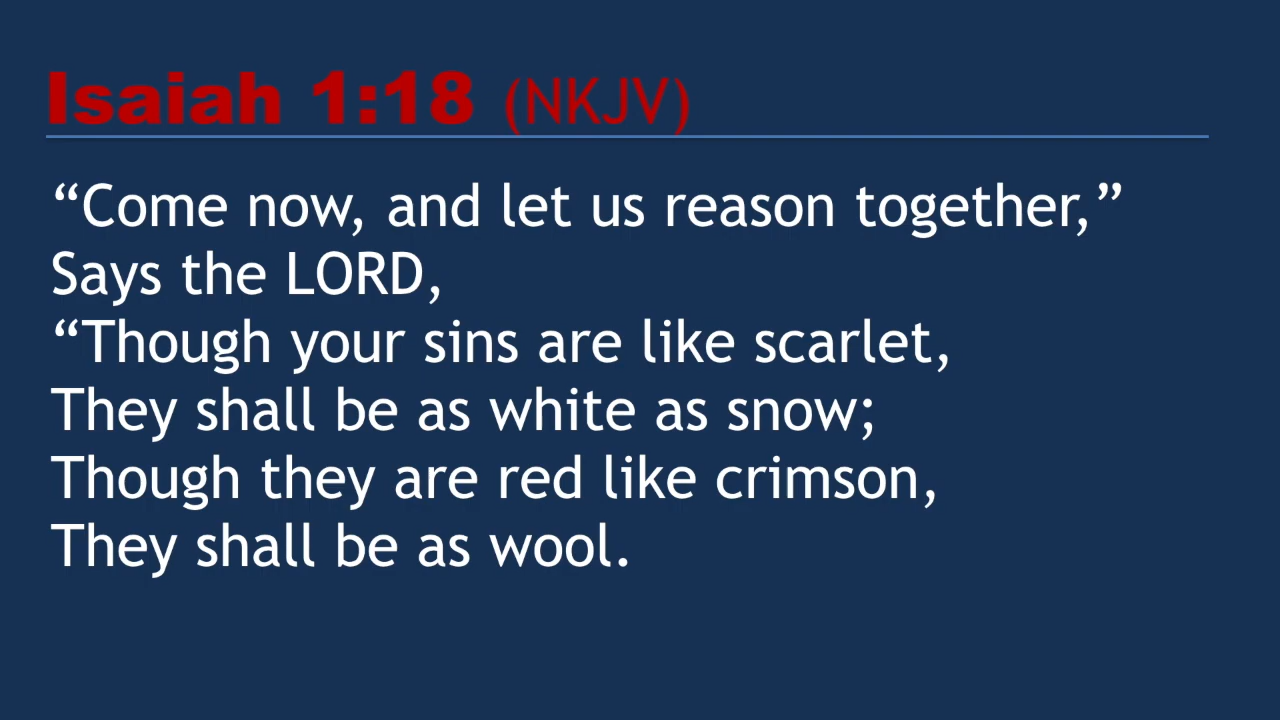 Isaiah 1:18 (NKJV)
“Come now, and let us reason together,”
Says the LORD,
“Though your sins are like scarlet,
They shall be as white as snow;
Though they are red like crimson,
They shall be as wool.